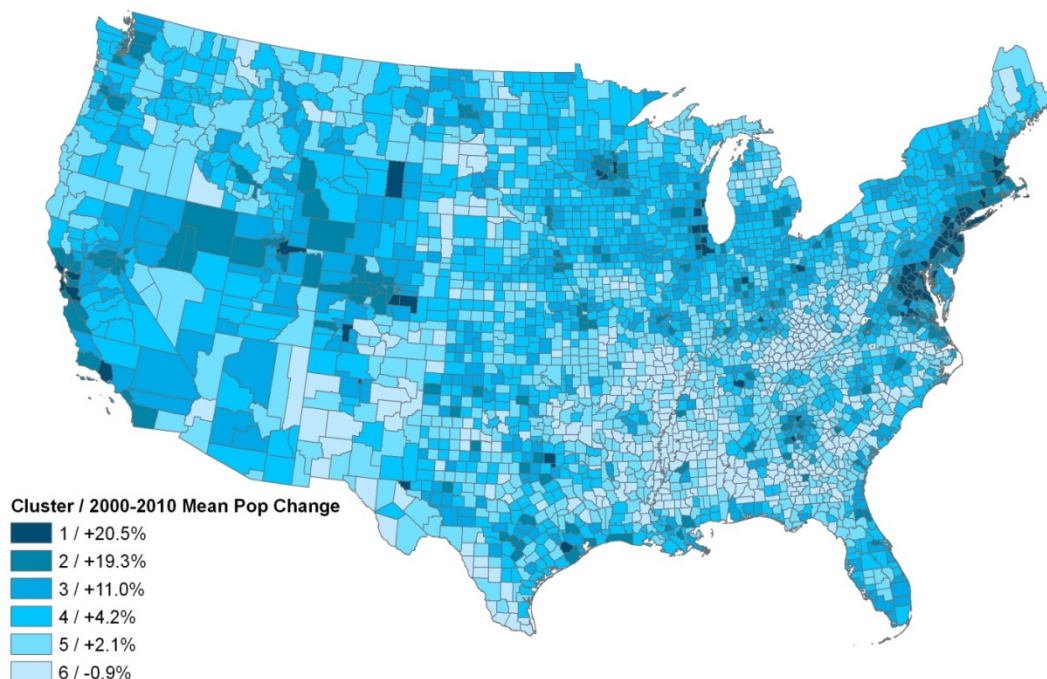 Cluster / 2000-2010 Mean Pop Change
1 / +20.5%
2 / +19.3%
3 / +11.0%
4 / +4.2%
5 / +2.1%
6 / -0.9%